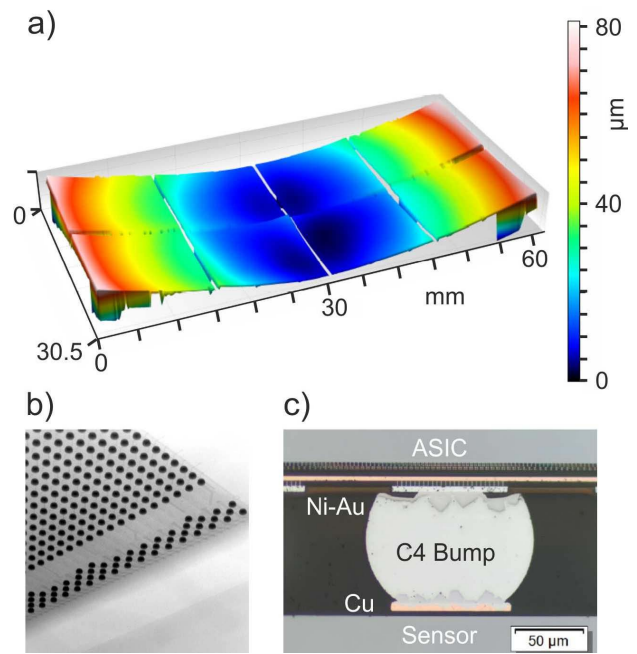 a)
80
µm
40
0
0
30.5
0
30
mm
60
b)
c)
ASIC
Ni-Au
C4 Bump
Cu
Sensor
50 µm